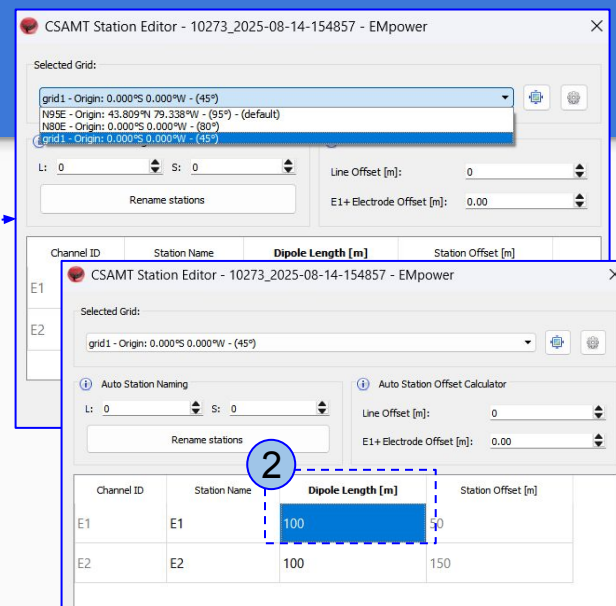 CSAMT Station Editor - 10273_2025-08-14-154857 - EMpower
Selected Grid:
grid1 - Origin: 0.000°S 0.000°W - (45°)
N95E - Origin: 43.809°N 79.338°W - (95°) - (default)
N80E - Origin: 0.000°S 0.000°W - (80°)
grid1 - Origin: 0.000°S 0.000°W - (45°)
L: 0 S: 0
Line Offset [m]: 0
Rename stations
E1+ Electrode Offset [m]: 0.00
Channel ID Station Name Dipole Length [m] Station Offset [m]
E1
E2
CSAMT Station Editor - 10273_2025-08-14-154857 - EMpower
Selected Grid:
grid1 - Origin: 0.000°S 0.000°W - (45°)
Auto Station Naming
Auto Station Offset Calculator
L: 0 S: 0
Line Offset [m]: 0
Rename stations
E1+ Electrode Offset [m]: 0.00
2
Channel ID Station Name Dipole Length [m] Station Offset [m]
E1 E1 100 50
E2 E2 100 150